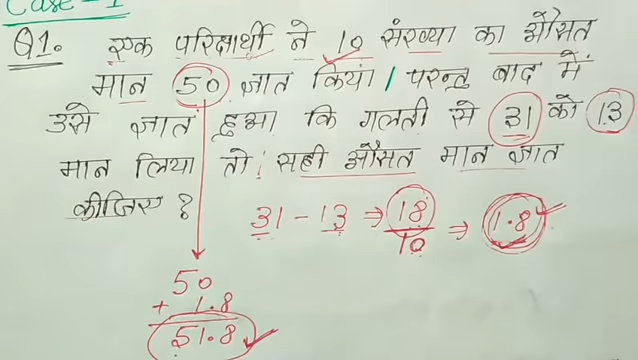 Case - 1
Q1. एक परिक्षार्थी ने 10 संख्या का औसत
मान 50 ज्ञात किया। परन्तु बाद में
उसे ज्ञात हुआ कि गलती से 31 को 13
मान लिया तो सही औसत मान ज्ञात
कीजिए ?
31 - 13 ⇒ 18/10 ⇒ 1.8
50
+ 1.8
51.8